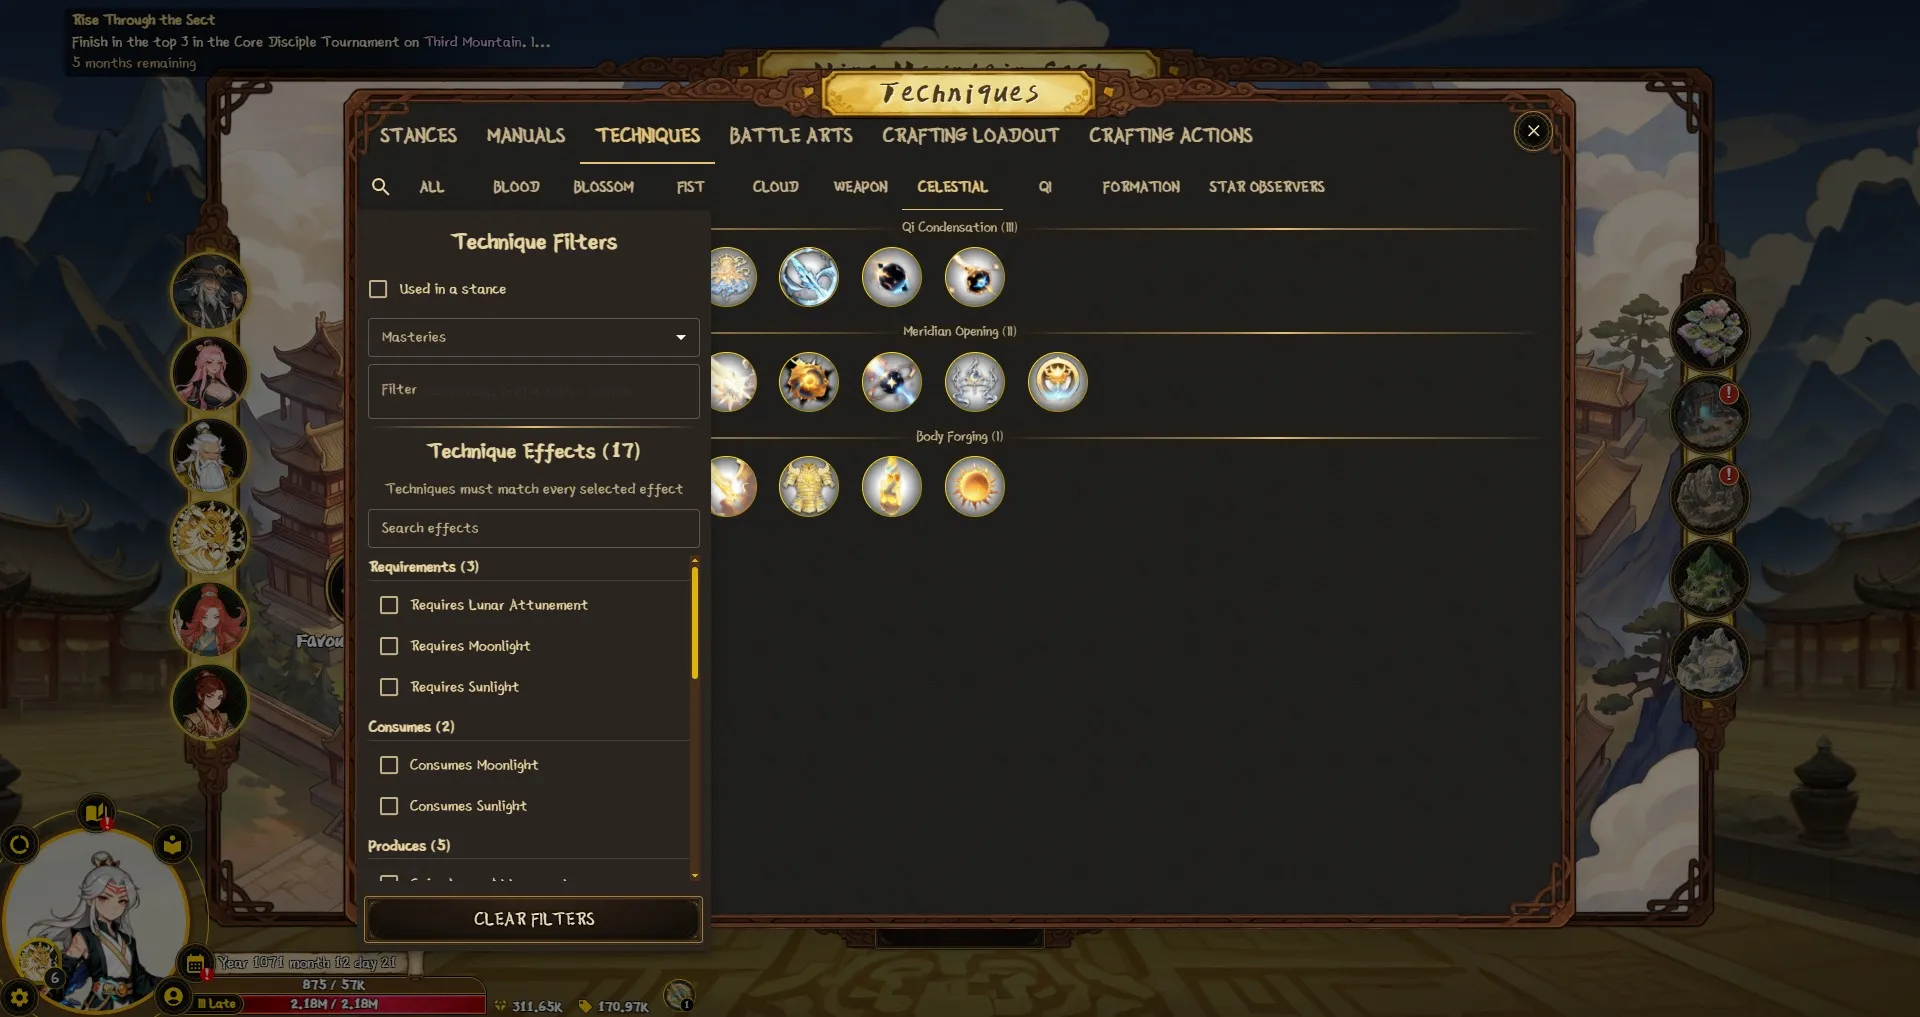 Rise Through the Sect
Finish in the top 3 in the Core Disciple Tournament on Third Mountain. I...
5 months remaining
Techniques
STANCES MANUALS TECHNIQUES BATTLE ARTS CRAFTING LOADOUT CRAFTING ACTIONS
ALL BLOOD BLOSSOM FIST CLOUD WEAPON CELESTIAL QI FORMATION STAR OBSERVERS
Technique Filters
Used in a stance
Masteries
Filter
Technique Effects (17)
Techniques must match every selected effect
Search effects
Requirements (3)
Requires Lunar Attunement
Requires Moonlight
Requires Sunlight
Consumes (2)
Consumes Moonlight
Consumes Sunlight
Produces (5)
CLEAR FILTERS
Qi Condensation (III)
Meridian Opening (II)
Body Forging (I)
Favou
Year 1071 month 12 day 21
6
875 / 57K
III Late
2.18M / 2.18M
311.65K 170.97K 1